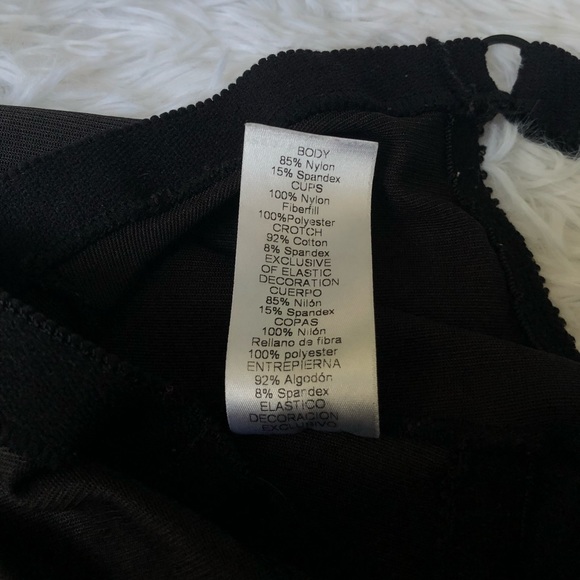 BODY
85% Nylon
15% Spandex
CUPS
100% Nylon
Fiberfill
100%Polyester
CROTCH
92% Cotton
8% Spandex
EXCLUSIVE
OF ELASTIC
DECORATION
CUERPO
85% Nilón
15% Spandex
COPAS
100% Nilón
Rellano de fibra
100% polyester
ENTREPIERNA
92% Algodón
8% Spandex
ELASTICO
DECORACION
EXCLUSIVO